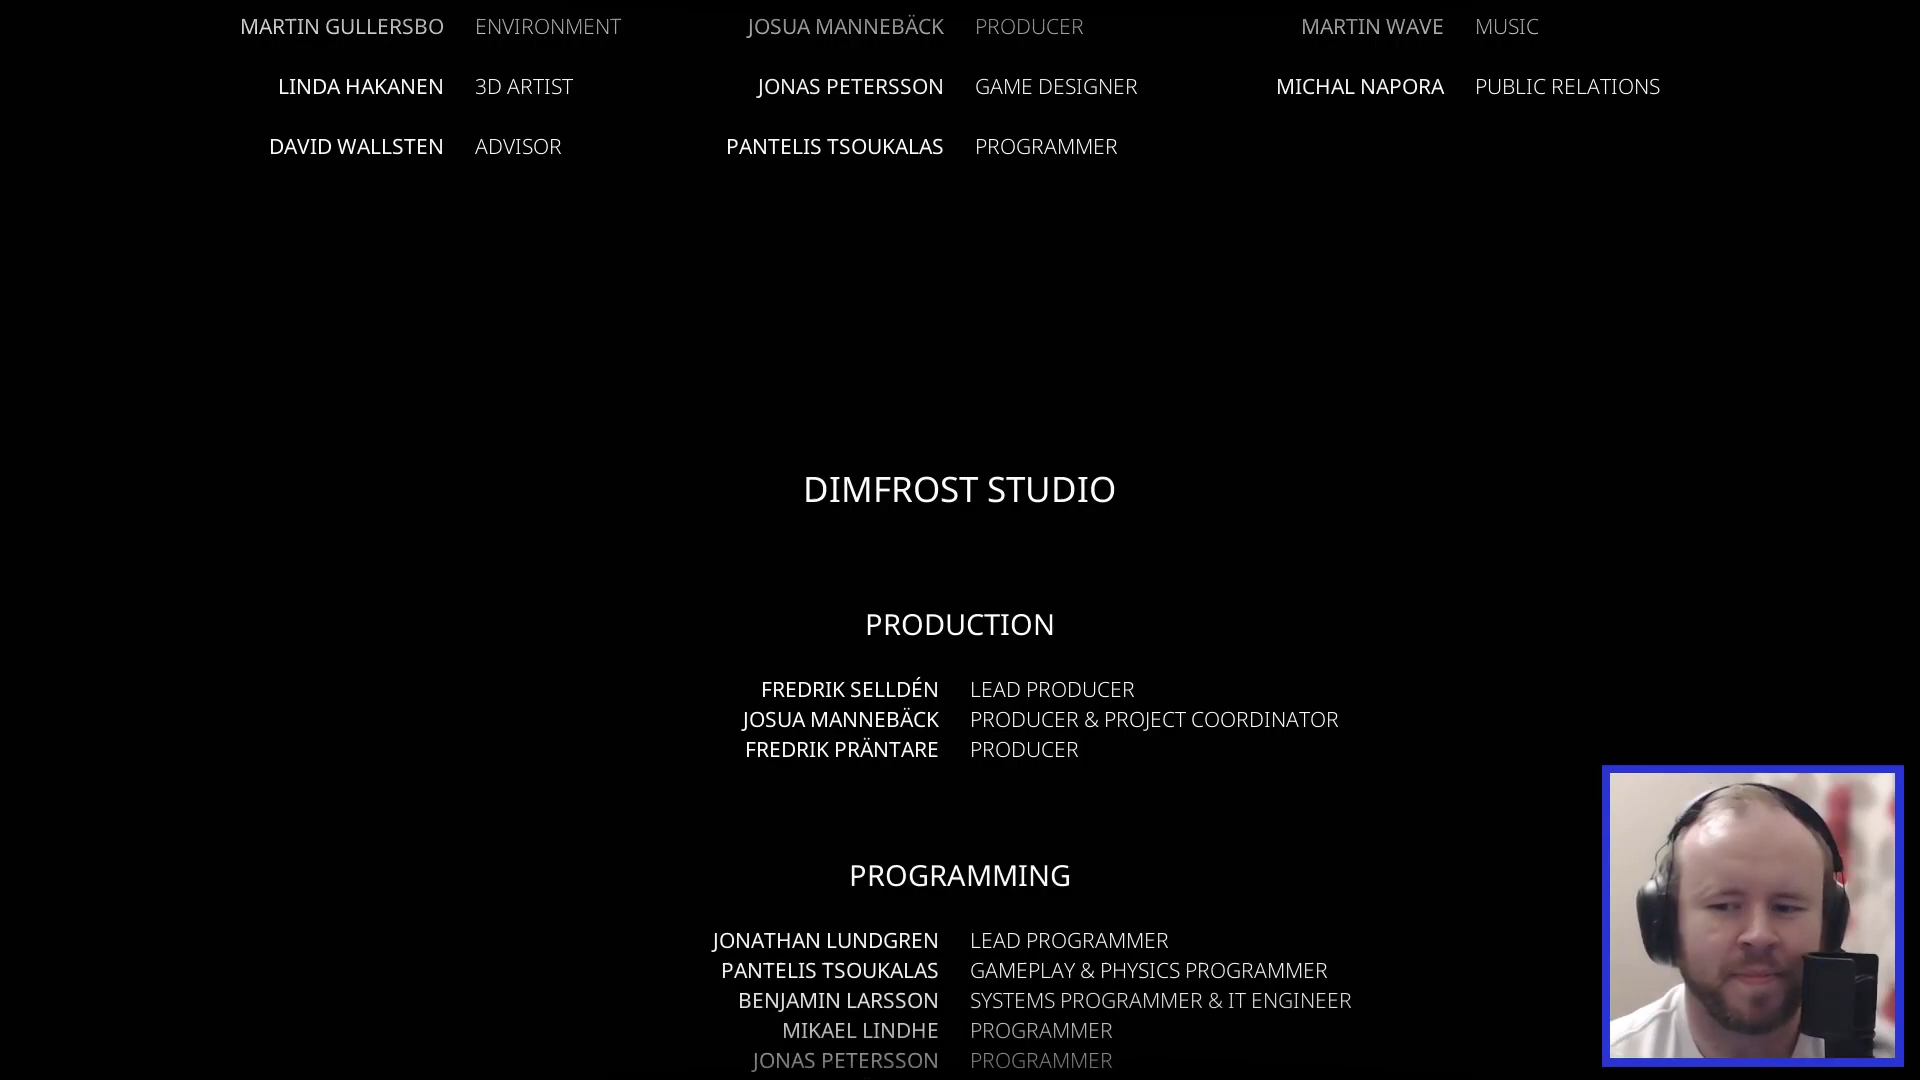 MARTIN GULLERSBO ENVIRONMENT JOSUA MANNEBÄCK PRODUCER MARTIN WAVE MUSIC
LINDA HAKANEN 3D ARTIST JONAS PETERSSON GAME DESIGNER MICHAL NAPORA PUBLIC RELATIONS
DAVID WALLSTEN ADVISOR PANTELIS TSOUKALAS PROGRAMMER
DIMFROST STUDIO
PRODUCTION
FREDRIK SELLDÉN LEAD PRODUCER
JOSUA MANNEBÄCK PRODUCER & PROJECT COORDINATOR
FREDRIK PRÄNTARE PRODUCER
PROGRAMMING
JONATHAN LUNDGREN LEAD PROGRAMMER
PANTELIS TSOUKALAS GAMEPLAY & PHYSICS PROGRAMMER
BENJAMIN LARSSON SYSTEMS PROGRAMMER & IT ENGINEER
MIKAEL LINDHE PROGRAMMER
JONAS PETERSSON PROGRAMMER